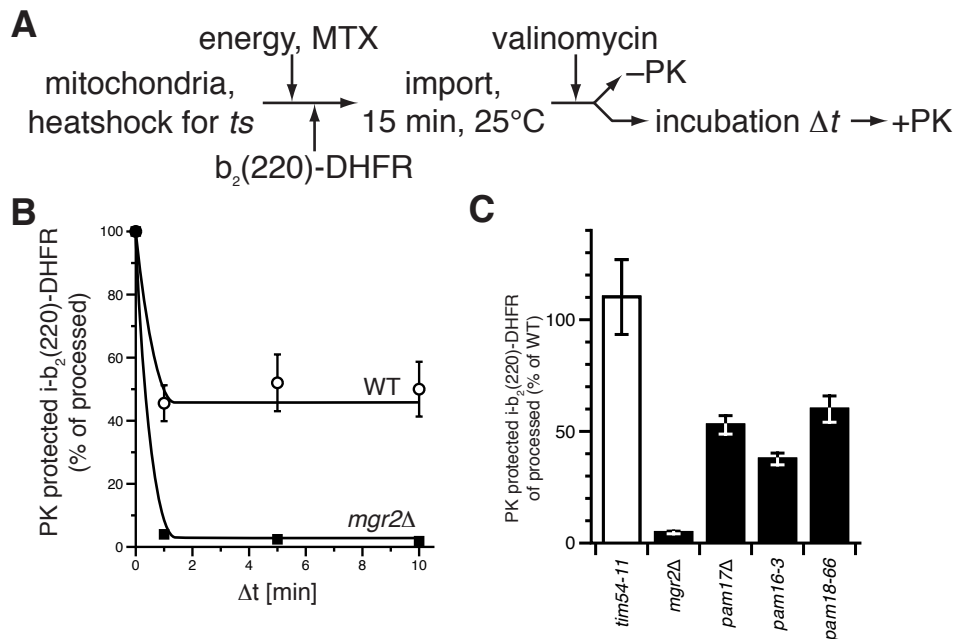 A
energy, MTX
valinomycin
mitochondria,
heatshock for ts
import,
15 min, 25°C
–PK
incubation Δt
+PK
b₂(220)-DHFR
B
PK protected i-b₂(220)-DHFR
(% of processed)
100
80
60
40
20
0
WT
mgr2Δ
0 2 4 6 8 10
Δt [min]
C
PK protected i-b₂(220)-DHFR
of processed (% of WT)
100
50
0
tim54-11
mgr2Δ
pam17Δ
pam16-3
pam18-66